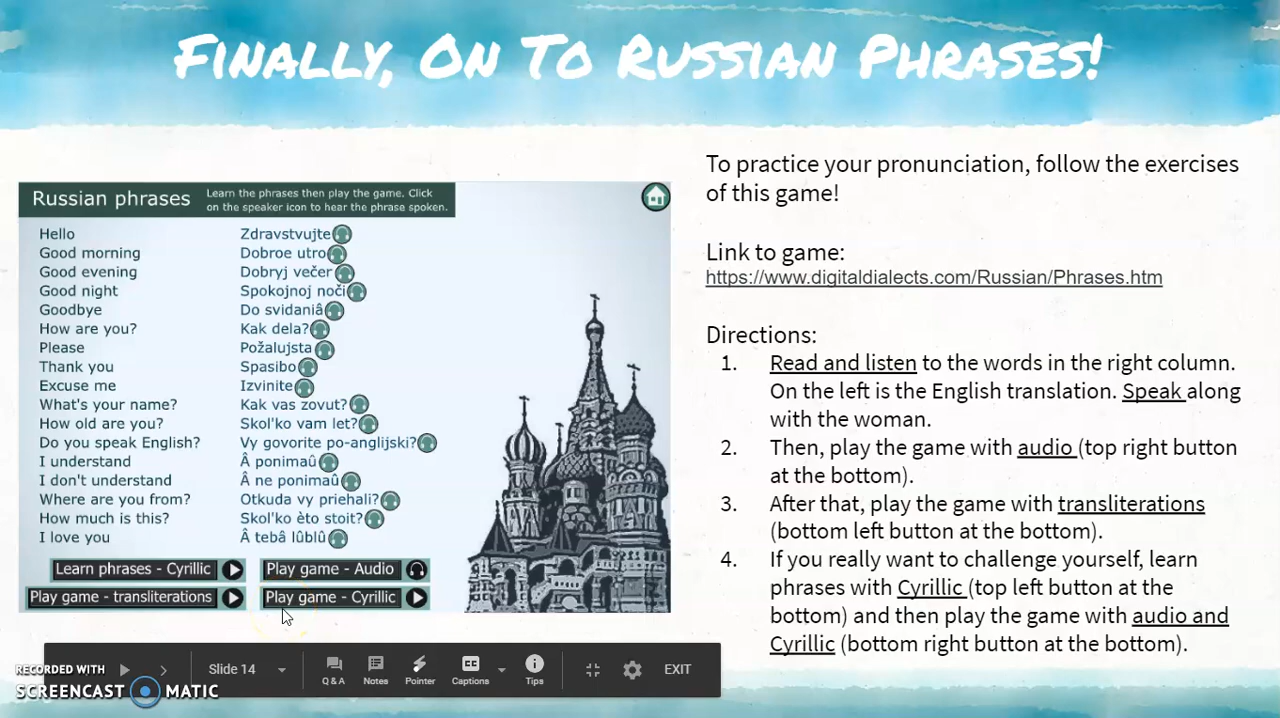 Finally, On To Russian Phrases!
Russian phrases
Learn the phrases then play the game. Click
on the speaker icon to hear the phrase spoken.
Hello Zdravstvujte
Good morning Dobroe utro
Good evening Dobryj večer
Good night Spokojnoj noči
Goodbye Do svidaniâ
How are you? Kak dela?
Please Požalujsta
Thank you Spasibo
Excuse me Izvinite
What's your name? Kak vas zovut?
How old are you? Skol'ko vam let?
Do you speak English? Vy govorite po-anglijski?
I understand Â ponimaû
I don't understand Â ne ponimaû
Where are you from? Otkuda vy priehali?
How much is this? Skol'ko èto stoit?
I love you Â tebâ lûblû
Learn phrases - Cyrillic Play game - Audio
Play game - transliterations Play game - Cyrillic
To practice your pronunciation, follow the exercises
of this game!
Link to game:
https://www.digitaldialects.com/Russian/Phrases.htm
Directions:
1. Read and listen to the words in the right column.
On the left is the English translation. Speak along
with the woman.
2. Then, play the game with audio (top right button
at the bottom).
3. After that, play the game with transliterations
(bottom left button at the bottom).
4. If you really want to challenge yourself, learn
phrases with Cyrillic (top left button at the
bottom) and then play the game with audio and
Cyrillic (bottom right button at the bottom).
Slide 14 Q & A Notes Pointer Captions Tips EXIT
RECORDED WITH
SCREENCAST MATIC